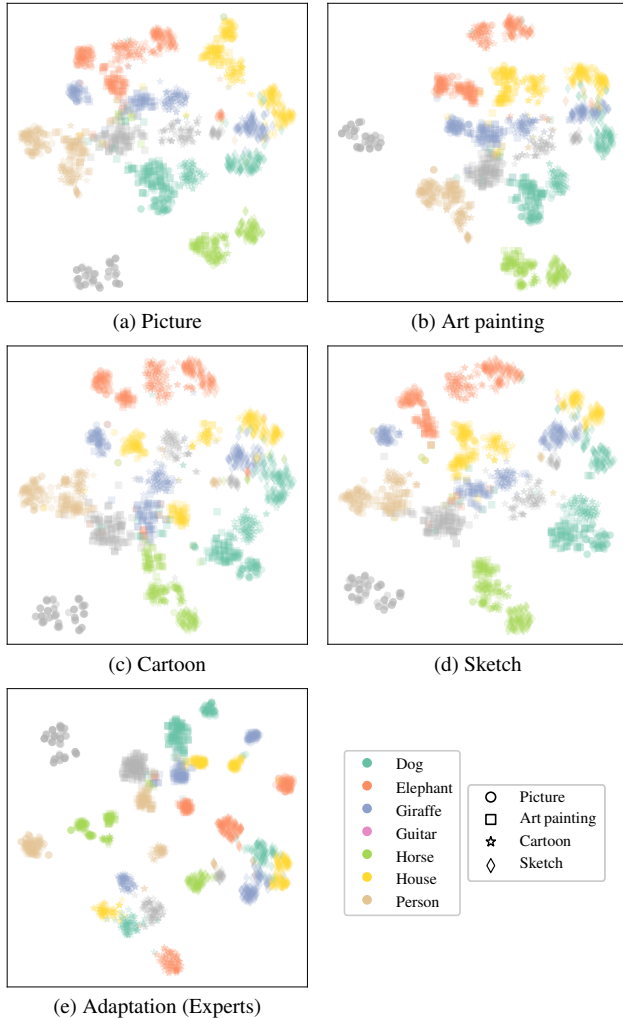 (a) Picture
(b) Art painting
(c) Cartoon
(d) Sketch
(e) Adaptation (Experts)
Dog
Elephant
Giraffe
Guitar
Horse
House
Person
Picture
Art painting
Cartoon
Sketch